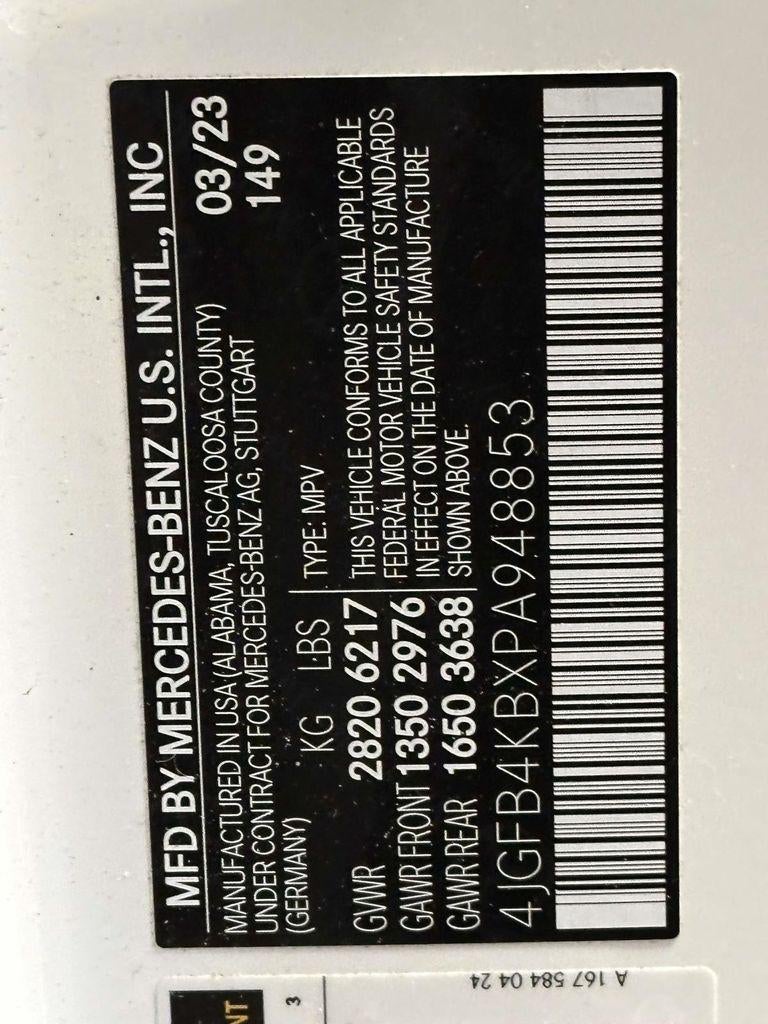 MFD BY MERCEDES-BENZ U.S. INTL., INC
MANUFACTURED IN USA (ALABAMA, TUSCALOOSA COUNTY) 03/23
UNDER CONTRACT FOR MERCEDES-BENZ AG, STUTTGART 149
(GERMANY)
KG LBS TYPE: MPV
GVWR 2820 6217 THIS VEHICLE CONFORMS TO ALL APPLICABLE
GAWR FRONT 1350 2976 FEDERAL MOTOR VEHICLE SAFETY STANDARDS
GAWR REAR 1650 3638 IN EFFECT ON THE DATE OF MANUFACTURE
SHOWN ABOVE.
4JGFB4KBXPA948853
A 167 584 04 24
NT
3